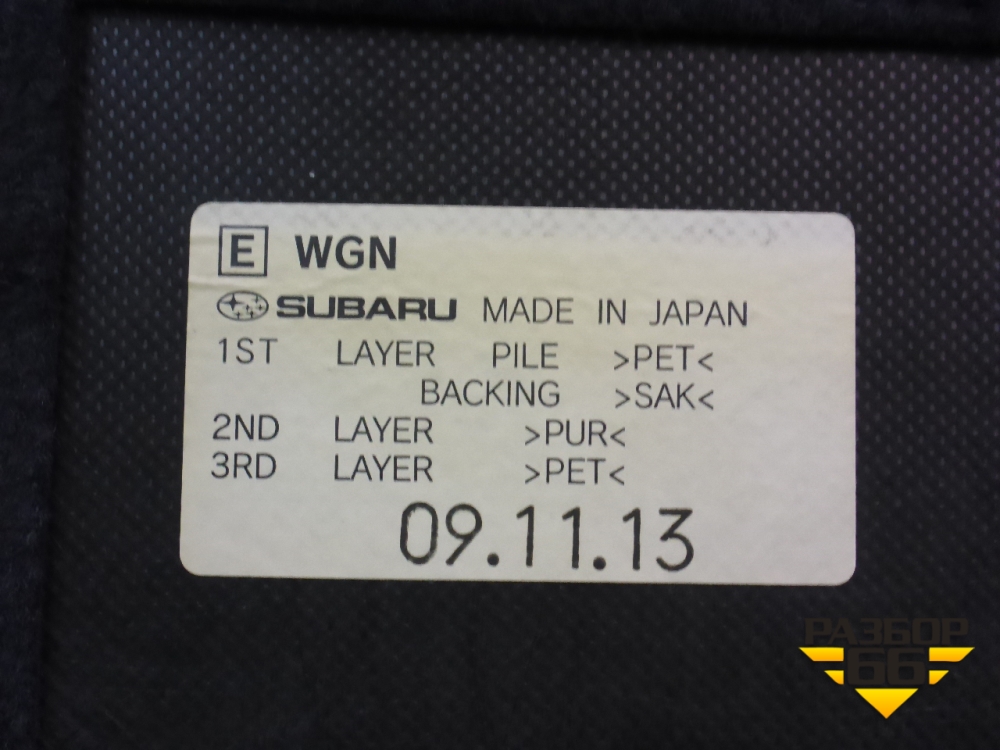 E WGN
SUBARU MADE IN JAPAN
1ST LAYER PILE >PET<
BACKING >SAK<
2ND LAYER >PUR<
3RD LAYER >PET<
09.11.13
РАЗБОР
66